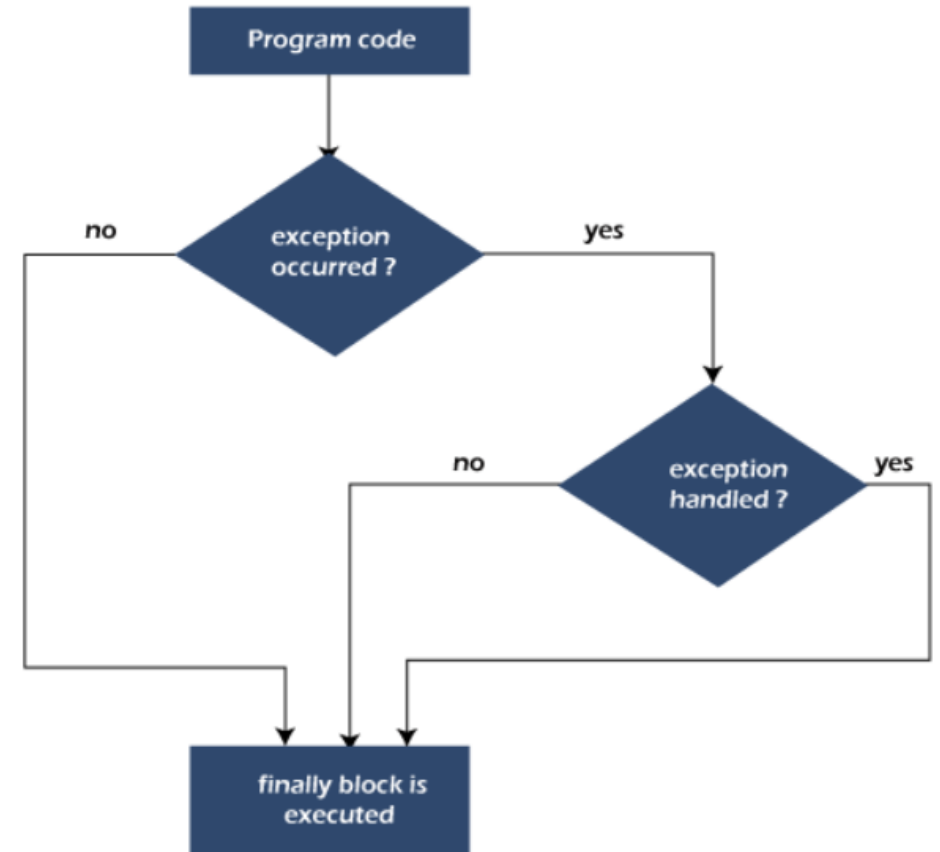 Program code
exception
occurred ?
no
yes
exception
handled ?
no
yes
finally block is
executed